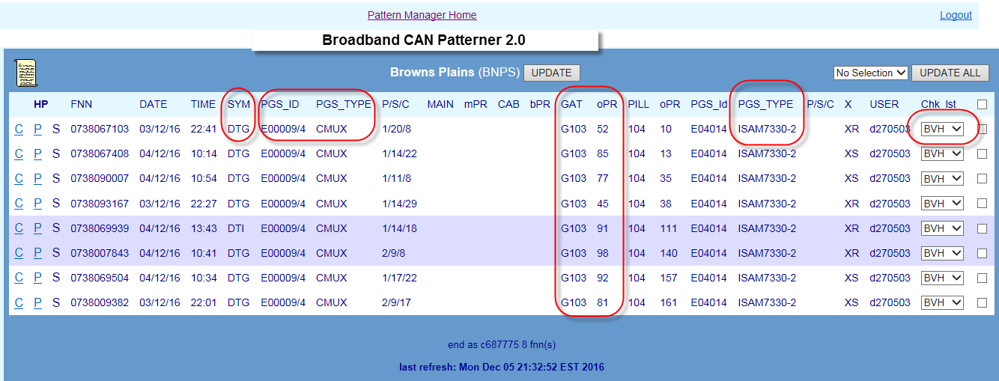 Pattern Manager Home Logout
Broadband CAN Patterner 2.0
Browns Plains (BNPS) UPDATE No Selection UPDATE ALL
HP FNN DATE TIME SYM PGS_ID PGS_TYPE P/S/C MAIN mPR CAB bPR GAT oPR PILL oPR PGS_Id PGS_TYPE P/S/C X USER Chk_lst
C P S 0738067103 03/12/16 22:41 DTG E00009/4 CMUX 1/20/8 G103 52 104 10 E04014 ISAM7330-2 XR d270503 BVH
C P S 0738067408 04/12/16 10:14 DTG E00009/4 CMUX 1/14/22 G103 85 104 13 E04014 ISAM7330-2 XS d270503 BVH
C P S 0738090007 04/12/16 10:54 DTG E00009/4 CMUX 1/11/8 G103 77 104 35 E04014 ISAM7330-2 XS d270503 BVH
C P S 0738093167 03/12/16 22:27 DTG E00009/4 CMUX 1/14/29 G103 45 104 38 E04014 ISAM7330-2 XR d270503 BVH
C P S 0738069939 04/12/16 13:43 DTI E00009/4 CMUX 1/14/18 G103 91 104 111 E04014 ISAM7330-2 XR d270503 BVH
C P S 0738007843 04/12/16 10:41 DTG E00009/4 CMUX 2/9/8 G103 98 104 140 E04014 ISAM7330-2 XR d270503 BVH
C P S 0738069504 04/12/16 10:34 DTG E00009/4 CMUX 1/17/22 G103 92 104 157 E04014 ISAM7330-2 XS d270503 BVH
C P S 0738009382 03/12/16 22:01 DTG E00009/4 CMUX 2/9/17 G103 81 104 161 E04014 ISAM7330-2 XS d270503 BVH
end as c687775 8 fnn(s)
last refresh: Mon Dec 05 21:32:52 EST 2016